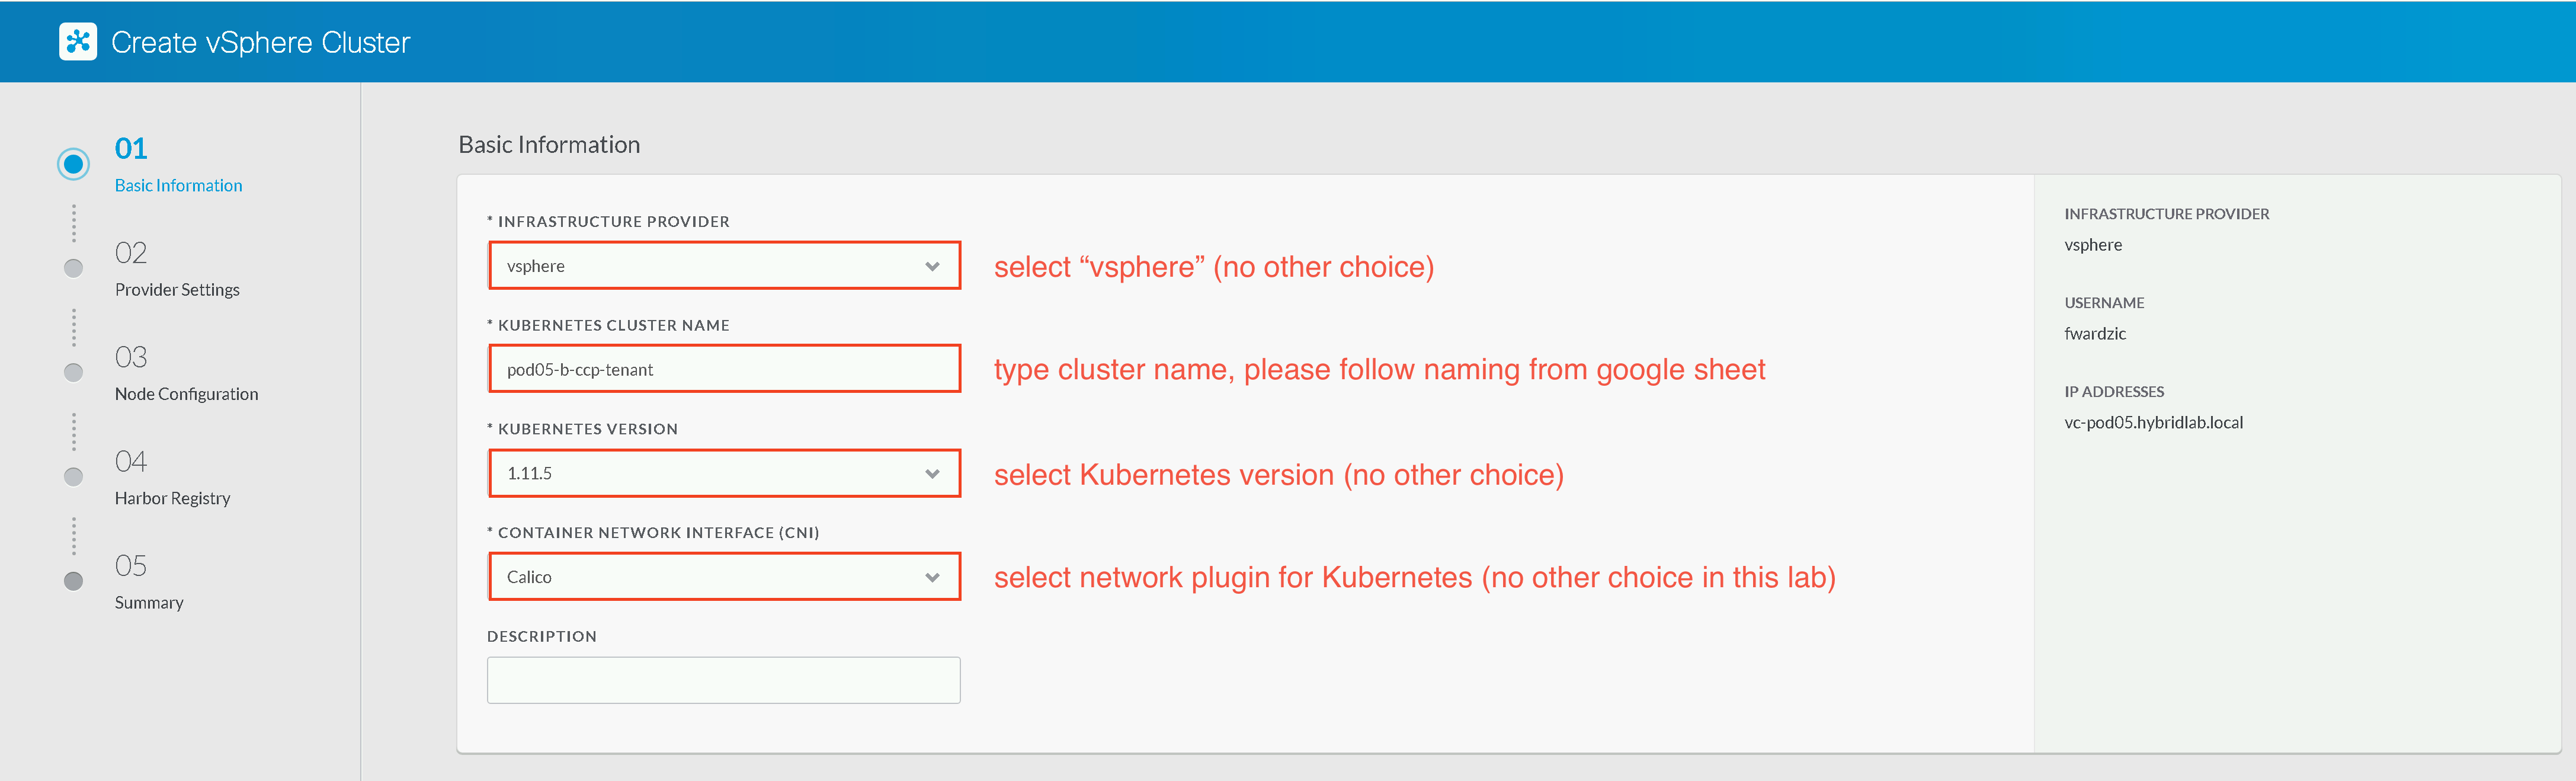 Create vSphere Cluster
01
Basic Information
02
Provider Settings
03
Node Configuration
04
Harbor Registry
05
Summary
Basic Information
* INFRASTRUCTURE PROVIDER
vsphere
select “vsphere” (no other choice)
* KUBERNETES CLUSTER NAME
pod05-b-ccp-tenant
type cluster name, please follow naming from google sheet
* KUBERNETES VERSION
1.11.5
select Kubernetes version (no other choice)
* CONTAINER NETWORK INTERFACE (CNI)
Calico
select network plugin for Kubernetes (no other choice in this lab)
DESCRIPTION
INFRASTRUCTURE PROVIDER
vsphere
USERNAME
fwardzic
IP ADDRESSES
vc-pod05.hybridlab.local